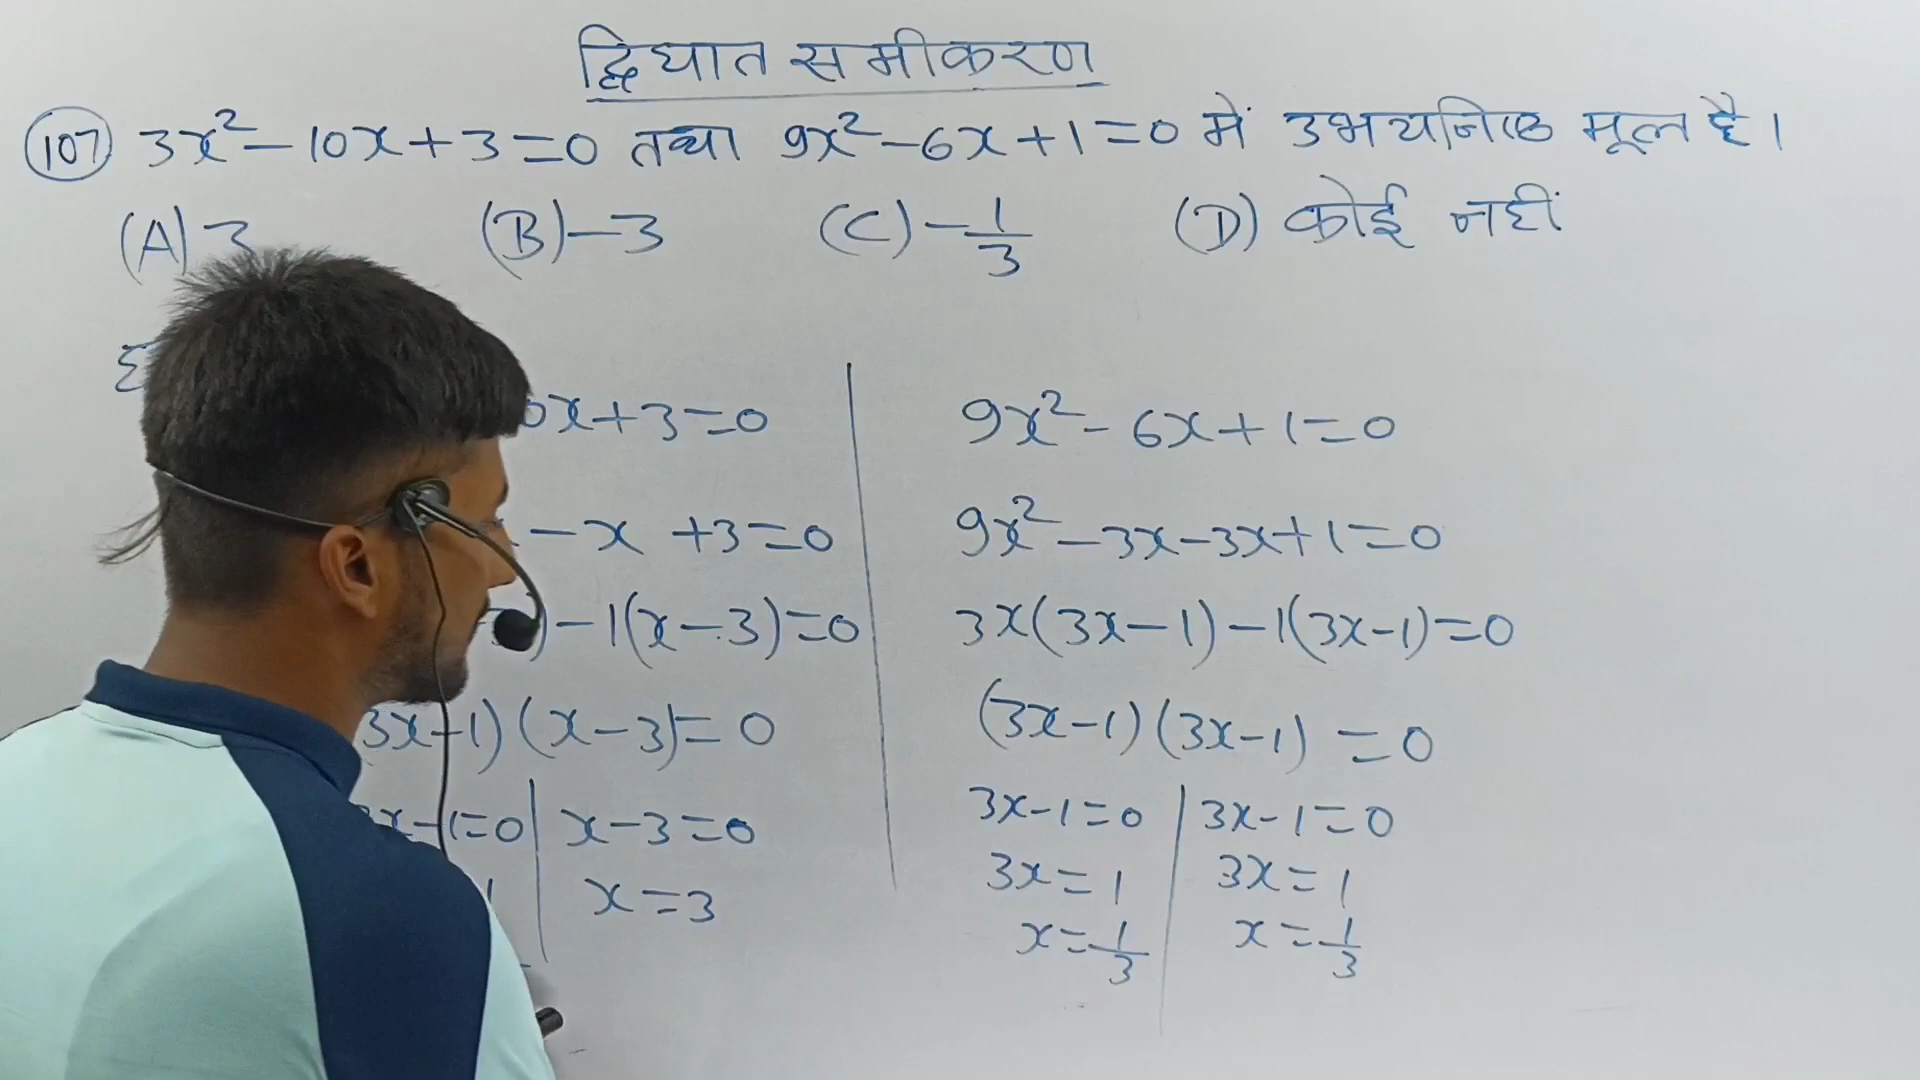 द्विघात समीकरण
107 3x² - 10x + 3 = 0 तथा 9x² - 6x + 1 = 0 में उभयनिष्ठ मूल है।
(A) 3 (B) -3 (C) -1/3 (D) कोई नहीं
0x + 3 = 0
- x + 3 = 0
) - 1(x - 3) = 0
3x - 1) (x - 3) = 0
x - 1 = 0 | x - 3 = 0
1 | x = 3
9x² - 6x + 1 = 0
9x² - 3x - 3x + 1 = 0
3x(3x - 1) - 1(3x - 1) = 0
(3x - 1) (3x - 1) = 0
3x - 1 = 0 | 3x - 1 = 0
3x = 1 | 3x = 1
x = 1/3 | x = 1/3